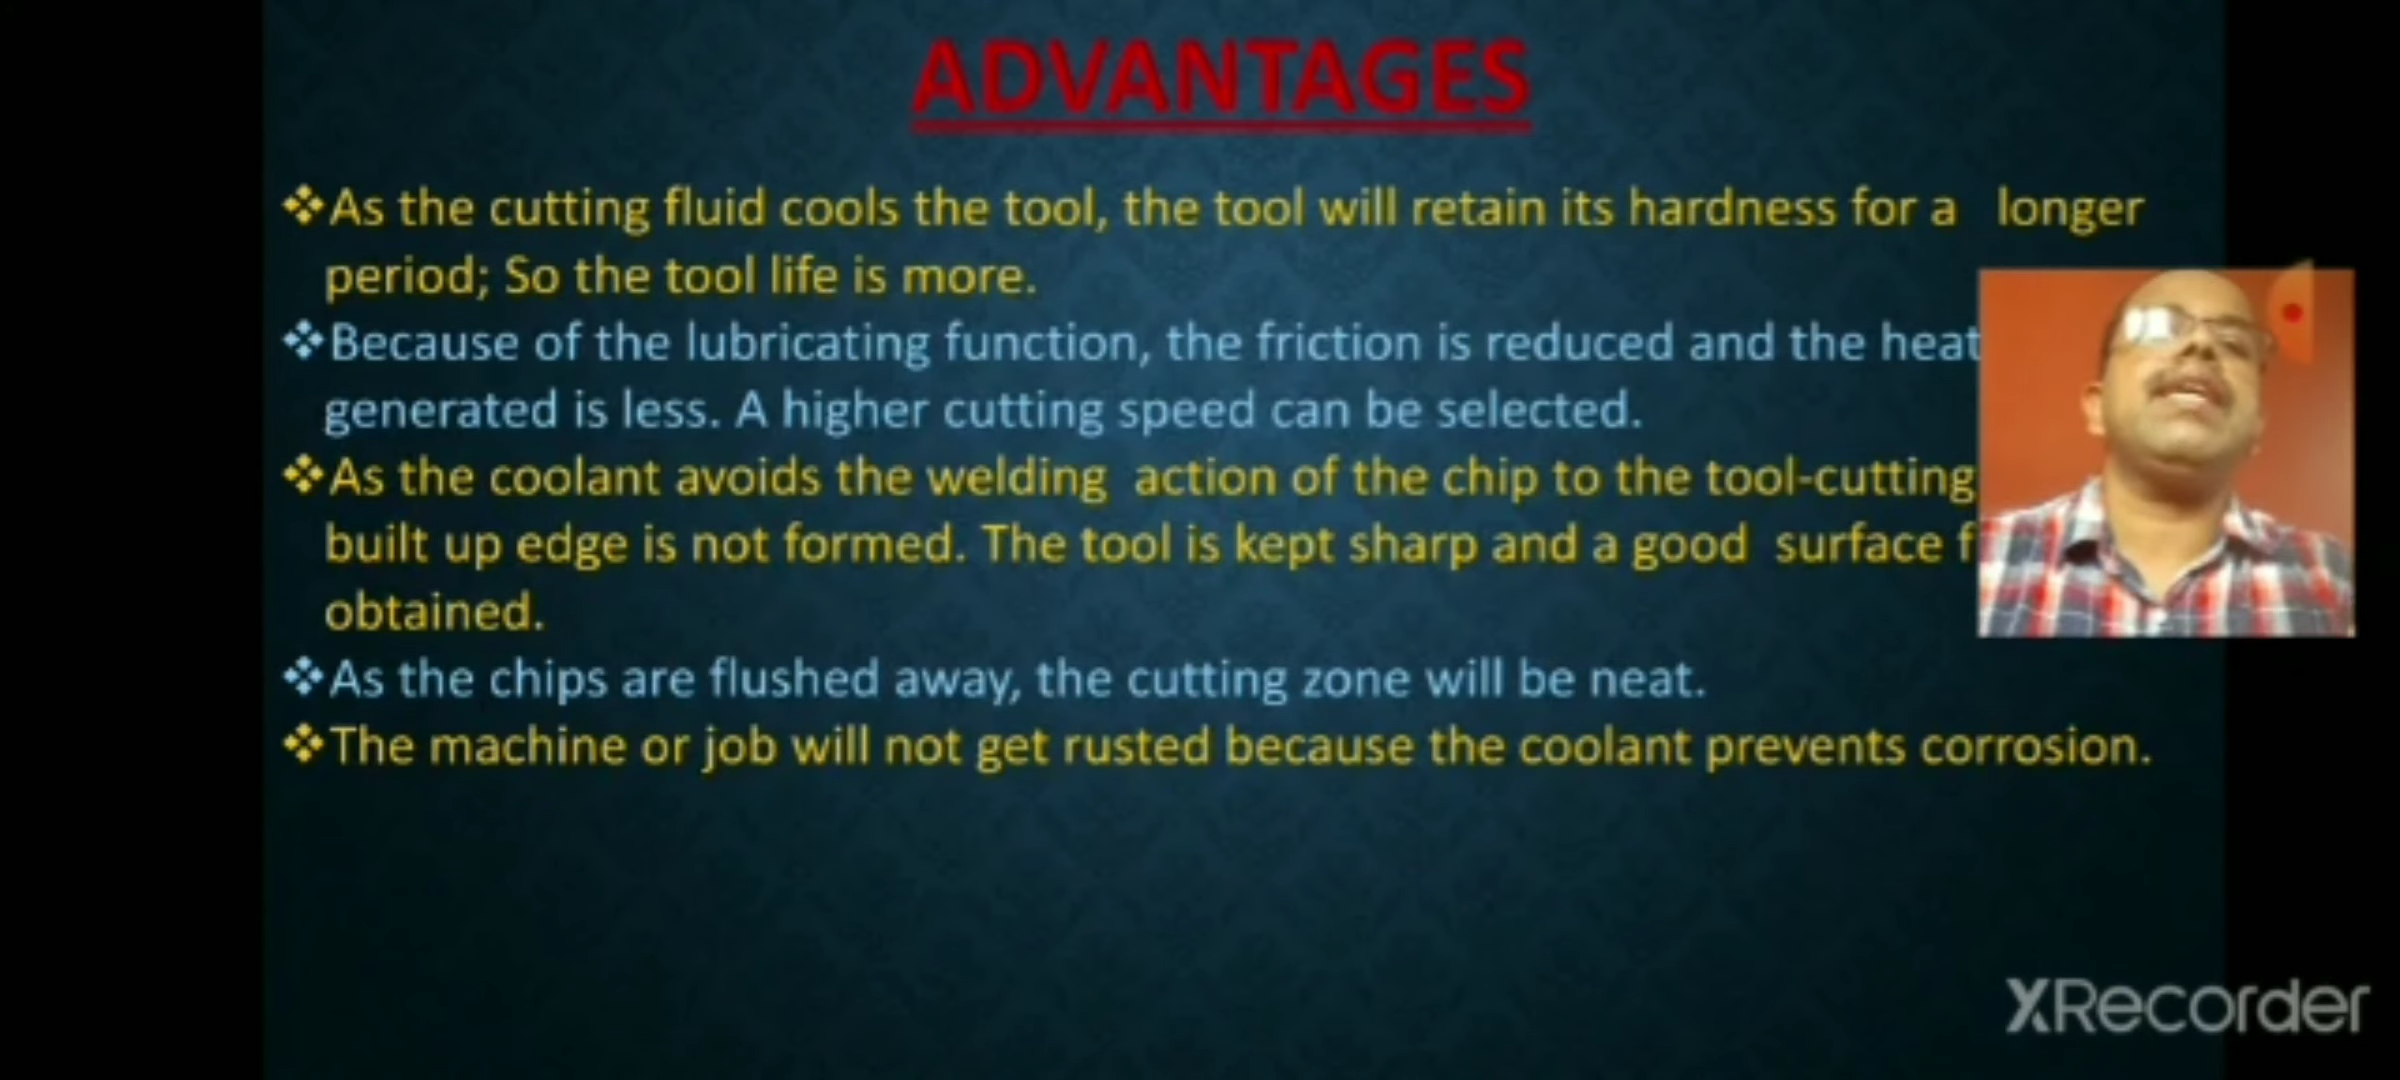 ADVANTAGES
❖As the cutting fluid cools the tool, the tool will retain its hardness for a longer
period; So the tool life is more.
❖Because of the lubricating function, the friction is reduced and the heat
generated is less. A higher cutting speed can be selected.
❖As the coolant avoids the welding action of the chip to the tool-cutting
built up edge is not formed. The tool is kept sharp and a good surface
obtained.
❖As the chips are flushed away, the cutting zone will be neat.
❖The machine or job will not get rusted because the coolant prevents corrosion.
XRecorder